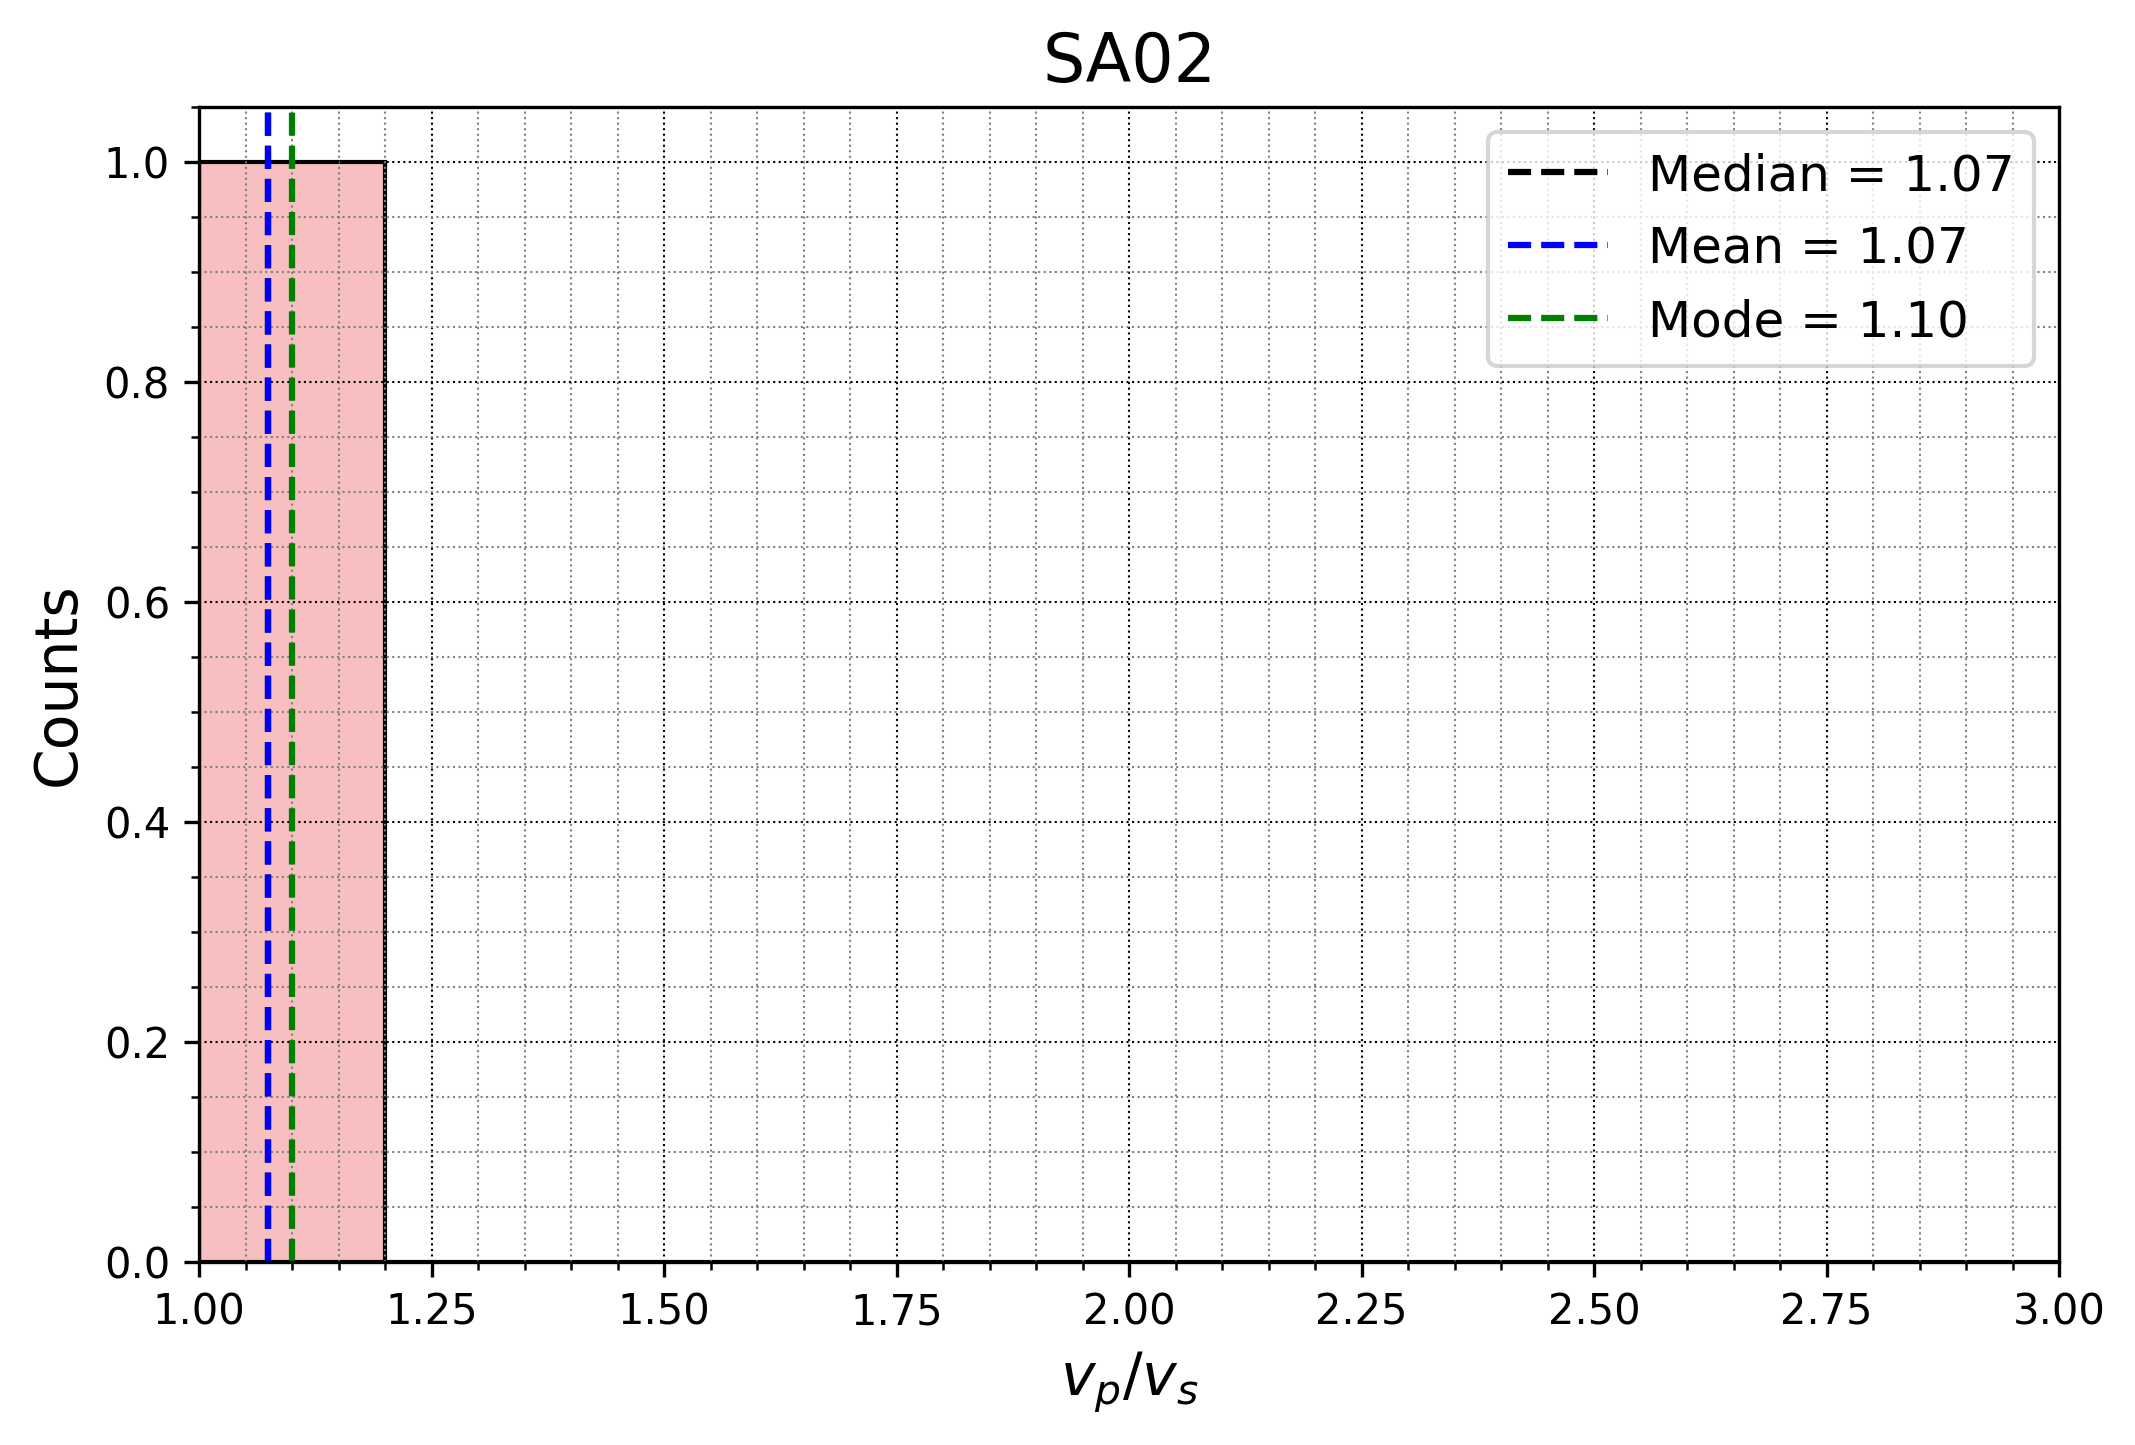 SA02
Median = 1.07
Mean = 1.07
Mode = 1.10
Counts
1.0
0.8
0.6
0.4
0.2
0.0
1.00 1.25 1.50 1.75 2.00 2.25 2.50 2.75 3.00
v_p/v_s